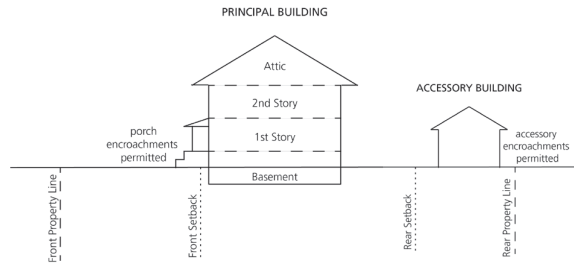 PRINCIPAL BUILDING
Attic
ACCESSORY BUILDING
2nd Story
porch
encroachments
permitted
1st Story
accessory
encroachments
permitted
Basement
Front Property Line
Front Setback
Rear Setback
Rear Property Line